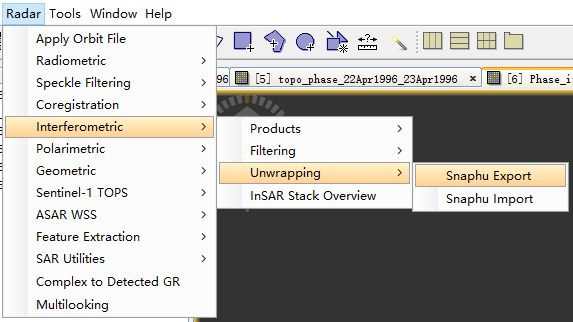 Radar Tools Window Help
Apply Orbit File
Radiometric
Speckle Filtering
Coregistration
Interferometric
Polarimetric
Geometric
Sentinel-1 TOPS
ASAR WSS
Feature Extraction
SAR Utilities
Complex to Detected GR
Multilooking
96 [5] topo_phase_22Apr1996_23Apr1996 [6] Phase_i
Products
Filtering
Unwrapping
InSAR Stack Overview
Snaphu Export
Snaphu Import